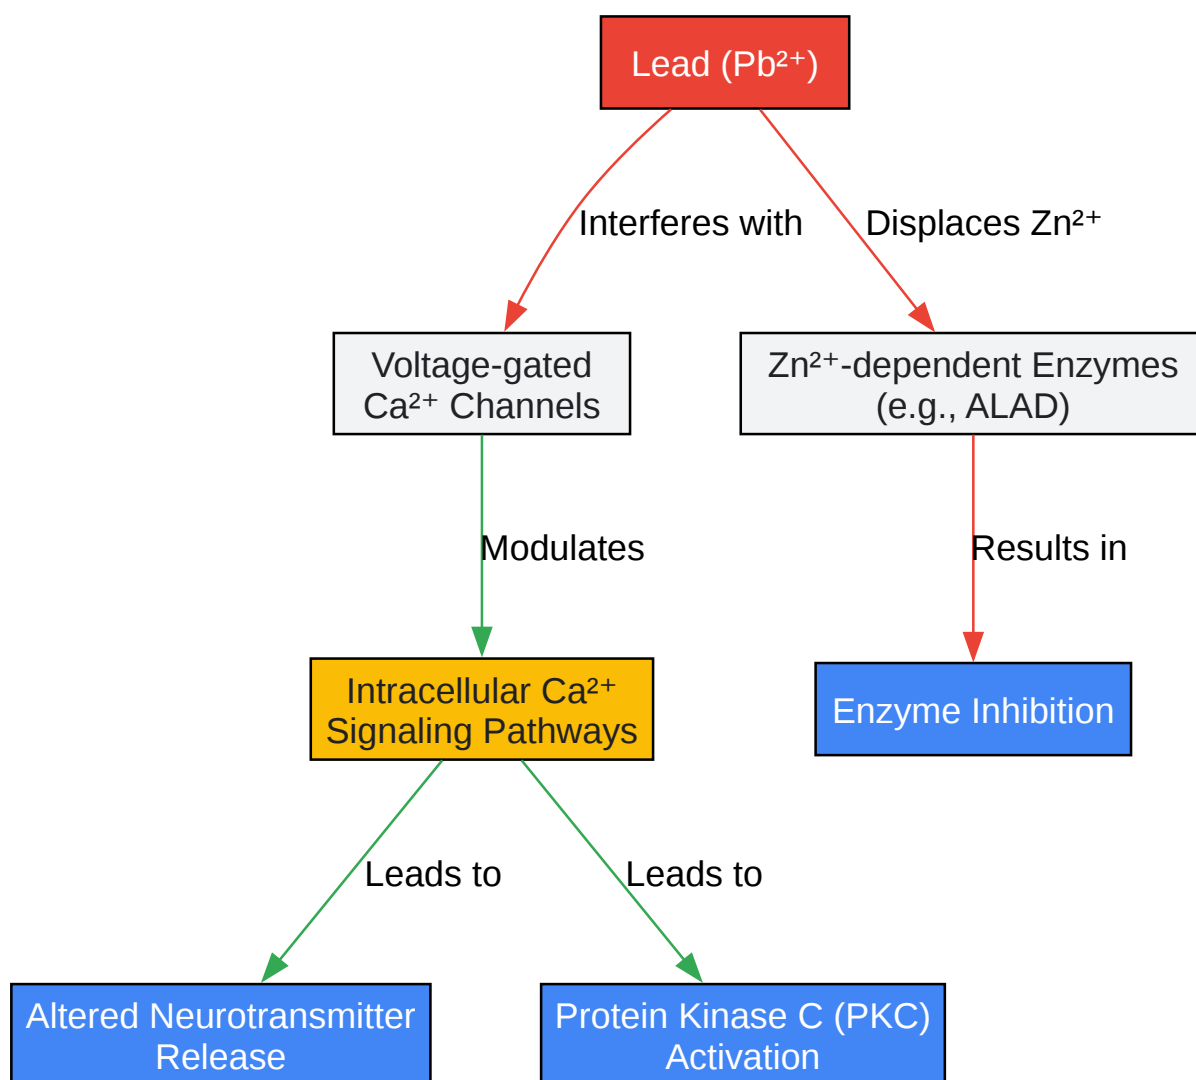 Lead (Pb²⁺)
Interferes with
Displaces Zn²⁺
Voltage-gated
Ca²⁺ Channels
Zn²⁺-dependent Enzymes
(e.g., ALAD)
Modulates
Results in
Intracellular Ca²⁺
Signaling Pathways
Enzyme Inhibition
Leads to
Leads to
Altered Neurotransmitter
Release
Protein Kinase C (PKC)
Activation